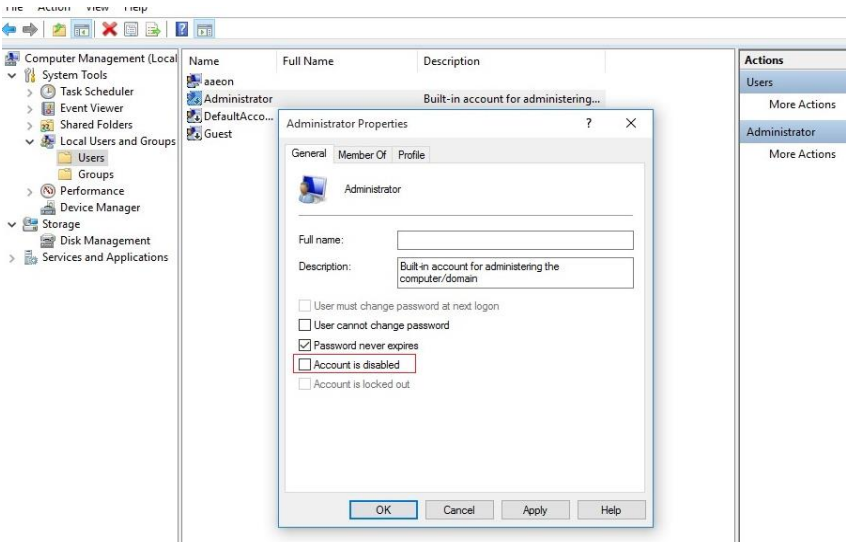 File Action View Help
Computer Management (Local
System Tools
Task Scheduler
Event Viewer
Shared Folders
Local Users and Groups
Users
Groups
Performance
Device Manager
Storage
Disk Management
Services and Applications
Name Full Name Description
aaeon
Administrator Built-in account for administering...
DefaultAcco...
Guest
Administrator Properties ?
General Member Of Profile
Administrator
Full name:
Description: Built-in account for administering the
computer/domain
User must change password at next logon
User cannot change password
Password never expires
Account is disabled
Account is locked out
OK Cancel Apply Help
Actions
Users
More Actions
Administrator
More Actions